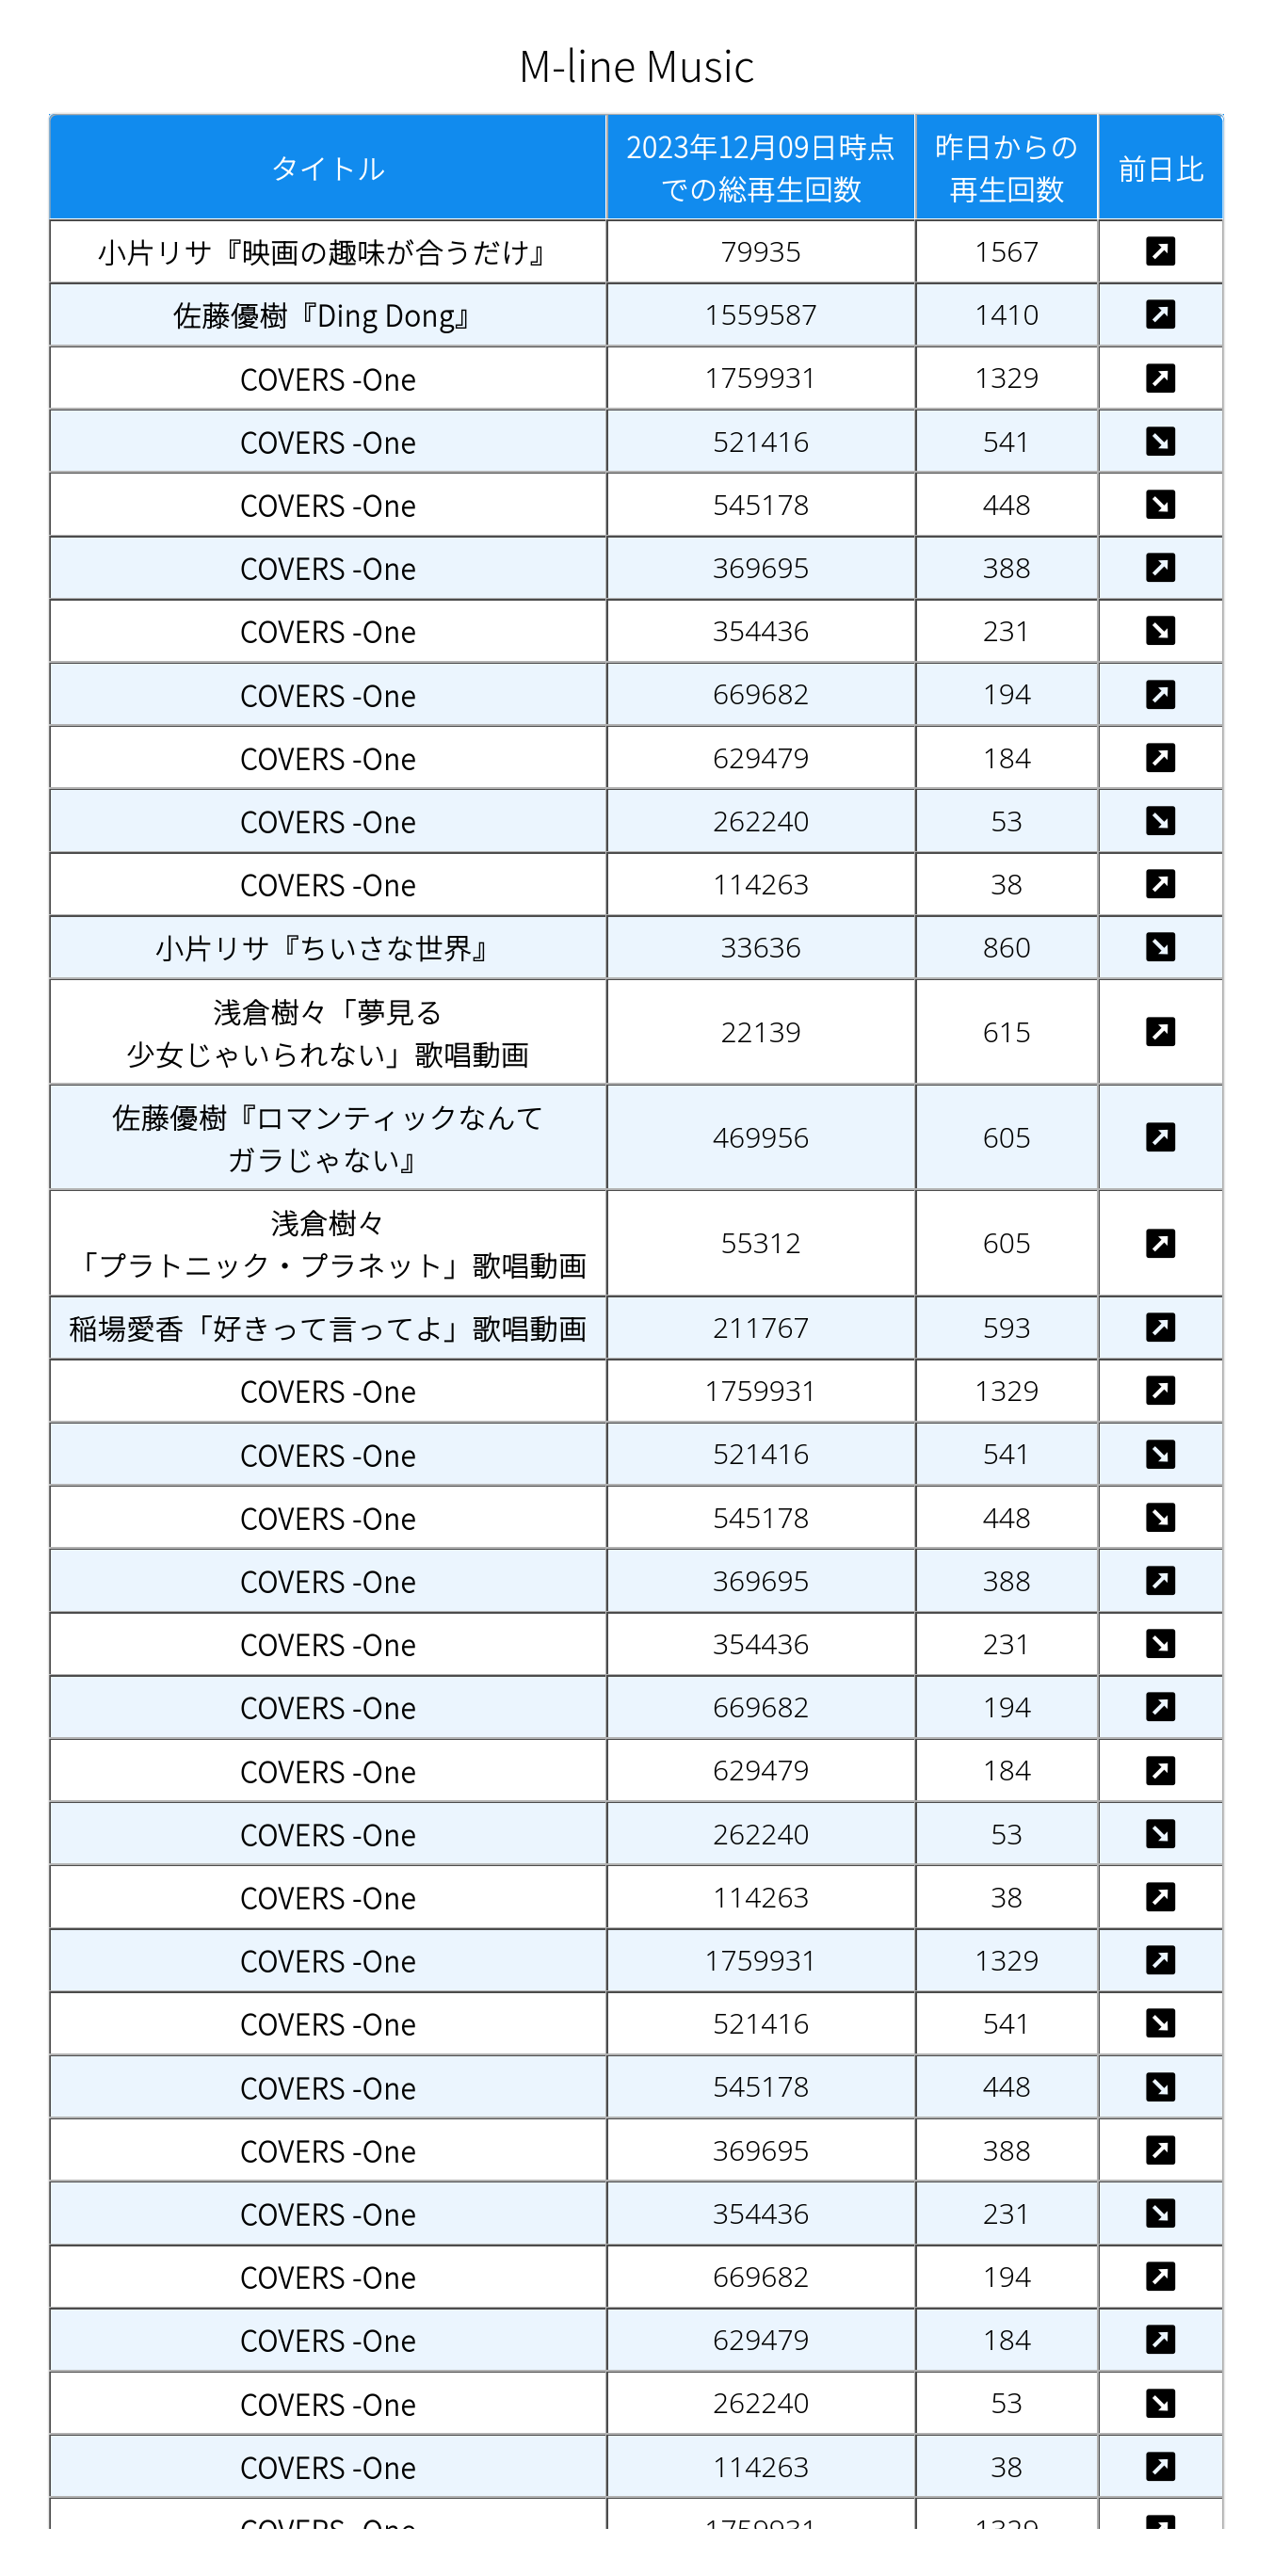 M-line Music
タイトル 2023年12月09日時点 昨日からの 前日比
での総再生回数 再生回数
小片リサ『映画の趣味が合うだけ』 79935 1567
佐藤優樹『Ding Dong』 1559587 1410
COVERS -One 1759931 1329
COVERS -One 521416 541
COVERS -One 545178 448
COVERS -One 369695 388
COVERS -One 354436 231
COVERS -One 669682 194
COVERS -One 629479 184
COVERS -One 262240 53
COVERS -One 114263 38
小片リサ『ちいさな世界』 33636 860
浅倉樹々「夢見る
少女じゃいられない」歌唱動画 22139 615
佐藤優樹『ロマンティックなんて
ガラじゃない』 469956 605
浅倉樹々
「プラトニック・プラネット」歌唱動画 55312 605
稲場愛香「好きって言ってよ」歌唱動画 211767 593
COVERS -One 1759931 1329
COVERS -One 521416 541
COVERS -One 545178 448
COVERS -One 369695 388
COVERS -One 354436 231
COVERS -One 669682 194
COVERS -One 629479 184
COVERS -One 262240 53
COVERS -One 114263 38
COVERS -One 1759931 1329
COVERS -One 521416 541
COVERS -One 545178 448
COVERS -One 369695 388
COVERS -One 354436 231
COVERS -One 669682 194
COVERS -One 629479 184
COVERS -One 262240 53
COVERS -One 114263 38
COVERS -One 1759931 1329